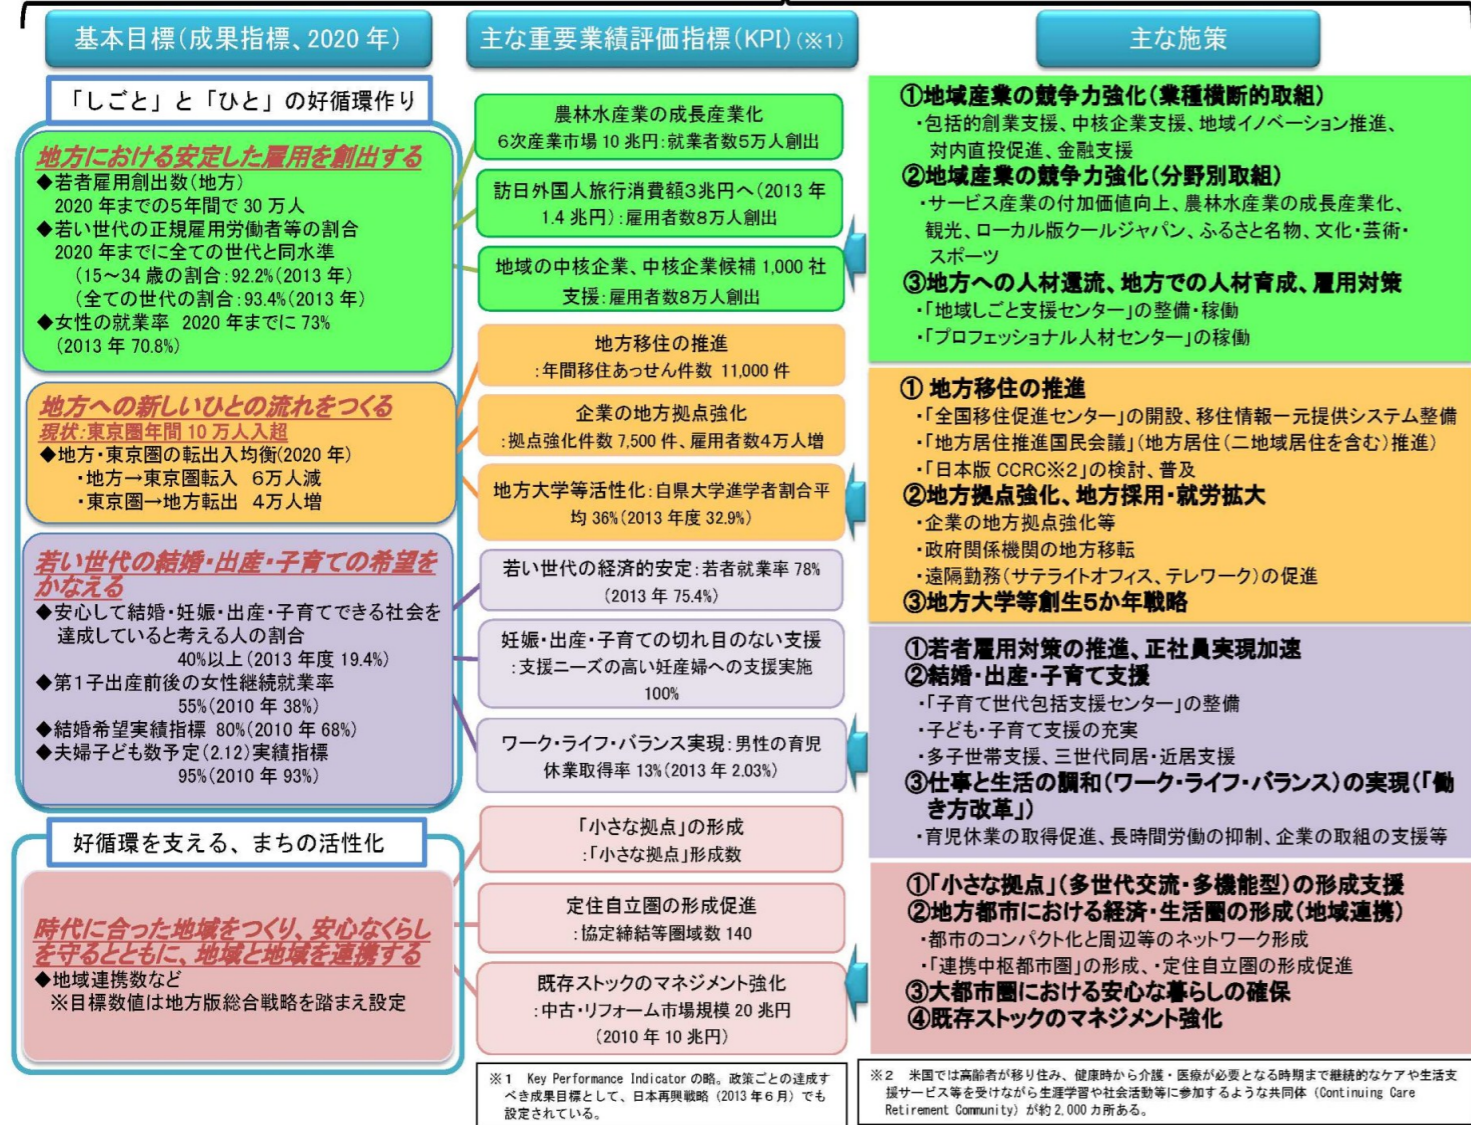 基本目標(成果指標、2020年)
「しごと」と「ひと」の好循環作り
地方における安定した雇用を創出する
◆若者雇用創出数(地方)
2020年までの5年間で30万人
◆若い世代の正規雇用労働者等の割合
2020年までに全ての世代と同水準
(15～34歳の割合:92.2%(2013年)
(全ての世代の割合:93.4%(2013年)
◆女性の就業率 2020年までに73%
(2013年70.8%)
地方への新しいひとの流れをつくる
現状:東京圏年間10万人入超
◆地方・東京圏の転出入均衡(2020年)
・地方→東京圏転入 6万人減
・東京圏→地方転出 4万人増
若い世代の結婚・出産・子育ての希望を
かなえる
◆安心して結婚・妊娠・出産・子育てできる社会を
達成していると考える人の割合
40%以上(2013年度19.4%)
◆第1子出産前後の女性継続就業率
55%(2010年38%)
◆結婚希望実績指標 80%(2010年68%)
◆夫婦子ども数予定(2.12)実績指標
95%(2010年93%)
好循環を支える、まちの活性化
時代に合った地域をつくり、安心なくらし
を守るとともに、地域と地域を連携する
◆地域連携数など
※目標数値は地方版総合戦略を踏まえ設定
主な重要業績評価指標(KPI)(※1)
農林水産業の成長産業化
6次産業市場10兆円:就業者数5万人創出
訪日外国人旅行消費額3兆円へ(2013年
1.4兆円):雇用者数8万人創出
地域の中核企業、中核企業候補1,000社
支援:雇用者数8万人創出
地方移住の推進
:年間移住あっせん件数 11,000件
企業の地方拠点強化
:拠点強化件数7,500件、雇用者数4万人増
地方大学等活性化:自県大学進学者割合平
均36%(2013年度32.9%)
若い世代の経済的安定:若者就業率78%
(2013年75.4%)
妊娠・出産・子育ての切れ目のない支援
:支援ニーズの高い妊産婦への支援実施
100%
ワーク・ライフ・バランス実現:男性の育児
休業取得率13%(2013年2.03%)
「小さな拠点」の形成
:「小さな拠点」形成数
定住自立圏の形成促進
:協定締結等圏域数140
既存ストックのマネジメント強化
:中古・リフォーム市場規模20兆円
(2010年10兆円)
※1 Key Performance Indicatorの略。政策ごとの達成す
べき成果目標として、日本再興戦略(2013年6月)でも
設定されている。
主な施策
①地域産業の競争力強化(業種横断的取組)
・包括的創業支援、中核企業支援、地域イノベーション推進、
対内直投促進、金融支援
②地域産業の競争力強化(分野別取組)
・サービス産業の付加価値向上、農林水産業の成長産業化、
観光、ローカル版クールジャパン、ふるさと名物、文化・芸術・
スポーツ
③地方への人材還流、地方での人材育成、雇用対策
・「地域しごと支援センター」の整備・稼働
・「プロフェッショナル人材センター」の稼働
① 地方移住の推進
・「全国移住促進センター」の開設、移住情報一元提供システム整備
・「地方居住推進国民会議」(地方居住(二地域居住を含む)推進)
・「日本版CCRC※2」の検討、普及
②地方拠点強化、地方採用・就労拡大
・企業の地方拠点強化等
・政府関係機関の地方移転
・遠隔勤務(サテライトオフィス、テレワーク)の促進
③地方大学等創生5か年戦略
①若者雇用対策の推進、正社員実現加速
②結婚・出産・子育て支援
・「子育て世代包括支援センター」の整備
・子ども・子育て支援の充実
・多子世帯支援、三世代同居・近居支援
③仕事と生活の調和(ワーク・ライフ・バランス)の実現(「働
き方改革」)
・育児休業の取得促進、長時間労働の抑制、企業の取組の支援等
①「小さな拠点」(多世代交流・多機能型)の形成支援
②地方都市における経済・生活圏の形成(地域連携)
・都市のコンパクト化と周辺等のネットワーク形成
・「連携中枢都市圏」の形成、・定住自立圏の形成促進
③大都市圏における安心な暮らしの確保
④既存ストックのマネジメント強化
※2 米国では高齢者が移り住み、健康時から介護・医療が必要となる時期まで継続的なケアや生活支
援サービス等を受けながら生涯学習や社会活動等に参加するような共同体 (Continuing Care
Retirement Community) が約2,000カ所ある。